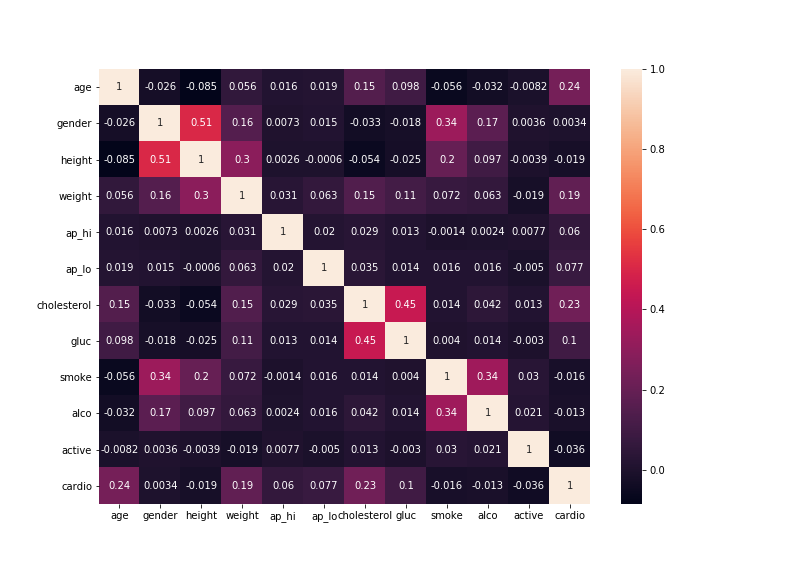 1.0
age 1 -0.026 -0.085 0.056 0.016 0.019 0.15 0.098 -0.056 -0.032 -0.0082 0.24
gender -0.026 1 0.51 0.16 0.0073 0.015 -0.033 -0.018 0.34 0.17 0.0036 0.0034
0.8
height -0.085 0.51 1 0.3 0.0026 -0.0006 -0.054 -0.025 0.2 0.097 -0.0039 -0.019
weight 0.056 0.16 0.3 1 0.031 0.063 0.15 0.11 0.072 0.063 -0.019 0.19
0.6
ap_hi 0.016 0.0073 0.0026 0.031 1 0.02 0.029 0.013 -0.0014 0.0024 0.0077 0.06
ap_lo 0.019 0.015 -0.0006 0.063 0.02 1 0.035 0.014 0.016 0.016 -0.005 0.077
cholesterol 0.15 -0.033 -0.054 0.15 0.029 0.035 1 0.45 0.014 0.042 0.013 0.23
0.4
gluc 0.098 -0.018 -0.025 0.11 0.013 0.014 0.45 1 0.004 0.014 -0.003 0.1
smoke -0.056 0.34 0.2 0.072 -0.0014 0.016 0.014 0.004 1 0.34 0.03 -0.016
0.2
alco -0.032 0.17 0.097 0.063 0.0024 0.016 0.042 0.014 0.34 1 0.021 -0.013
active -0.0082 0.0036 -0.0039 -0.019 0.0077 -0.005 0.013 -0.003 0.03 0.021 1 -0.036
0.0
cardio 0.24 0.0034 -0.019 0.19 0.06 0.077 0.23 0.1 -0.016 -0.013 -0.036 1
age gender height weight ap_hi ap_lo cholesterol gluc smoke alco active cardio